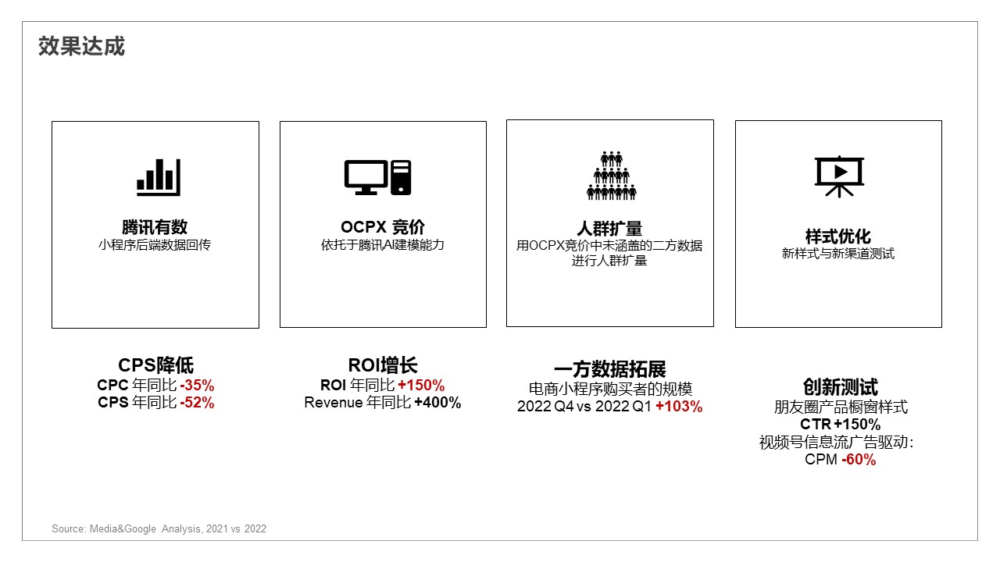 效果达成
腾讯有数
小程序后端数据回传
OCPX 竞价
依托于腾讯AI建模能力
人群扩量
用OCPX竞价中未涵盖的二方数据
进行人群扩量
样式优化
新样式与新渠道测试
CPS降低
CPC 年同比 -35%
CPS 年同比 -52%
ROI增长
ROI 年同比 +150%
Revenue 年同比 +400%
一方数据拓展
电商小程序购买者的规模
2022 Q4 vs 2022 Q1 +103%
创新测试
朋友圈产品橱窗样式
CTR +150%
视频号信息流广告驱动：
CPM -60%
Source: Media&Google Analysis, 2021 vs 2022